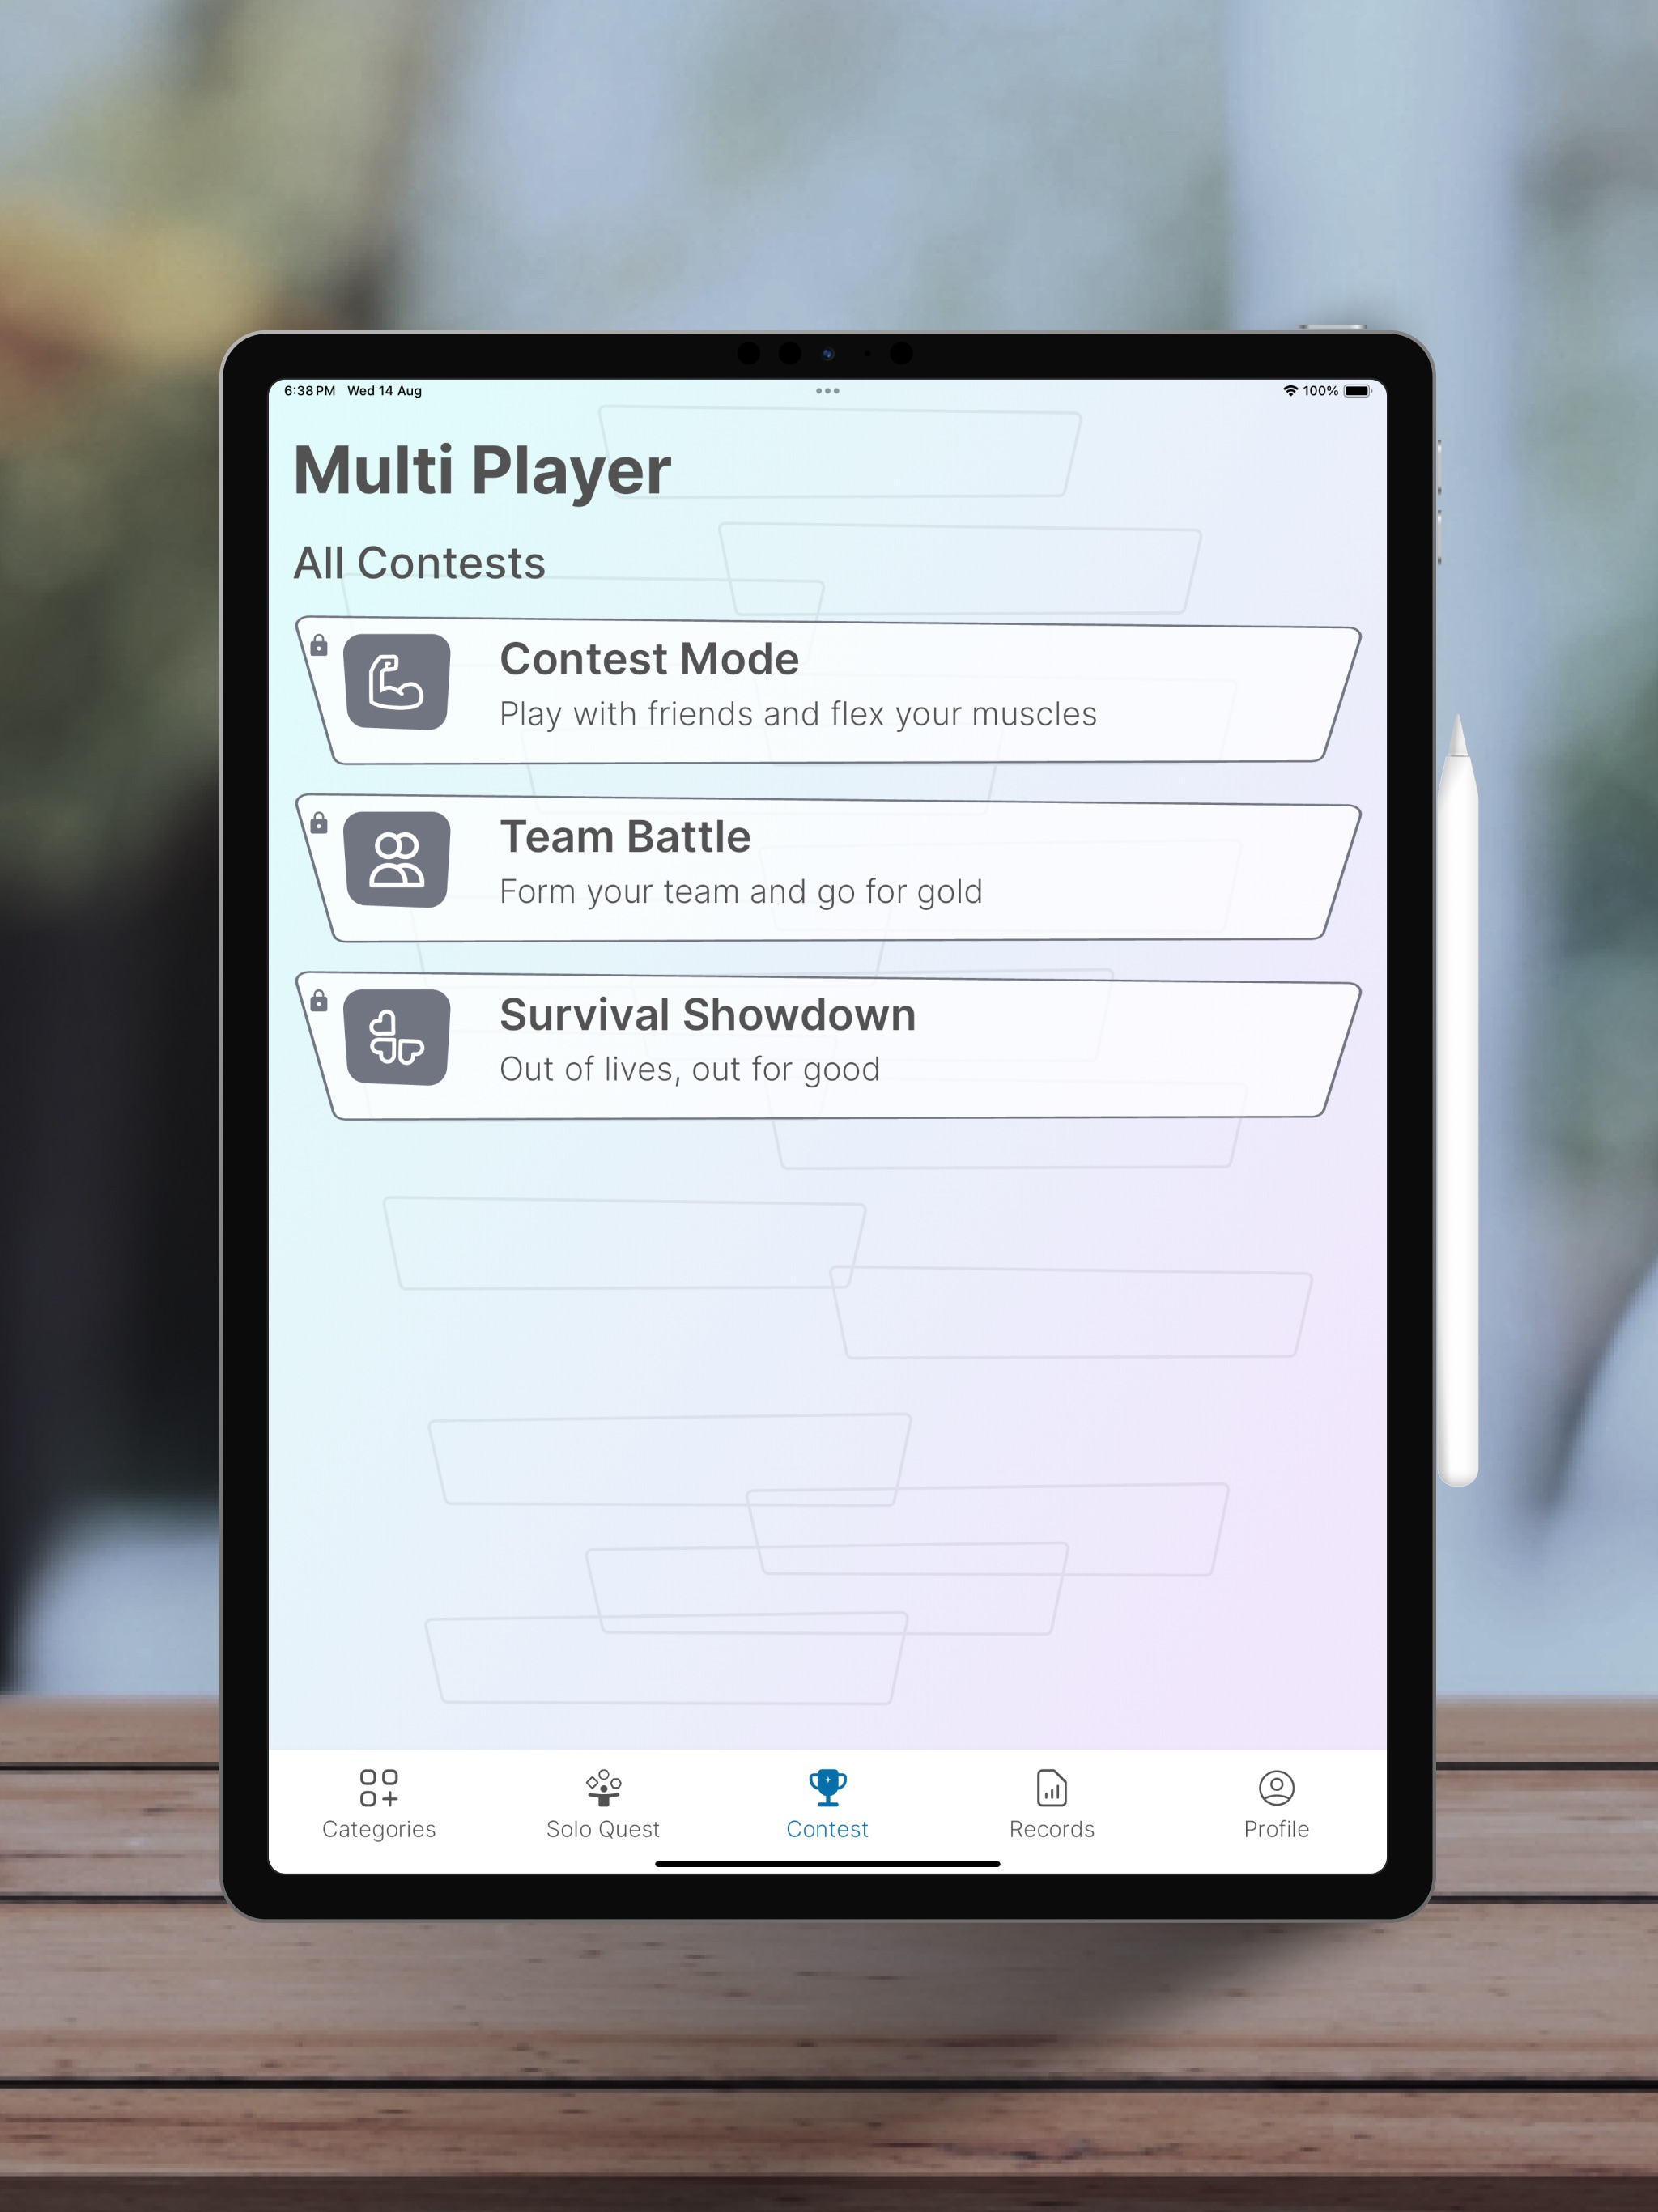 6:38 PM Wed 14 Aug 100%
Multi Player
All Contests
Contest Mode
Play with friends and flex your muscles
Team Battle
Form your team and go for gold
Survival Showdown
Out of lives, out for good
Categories Solo Quest Contest Records Profile